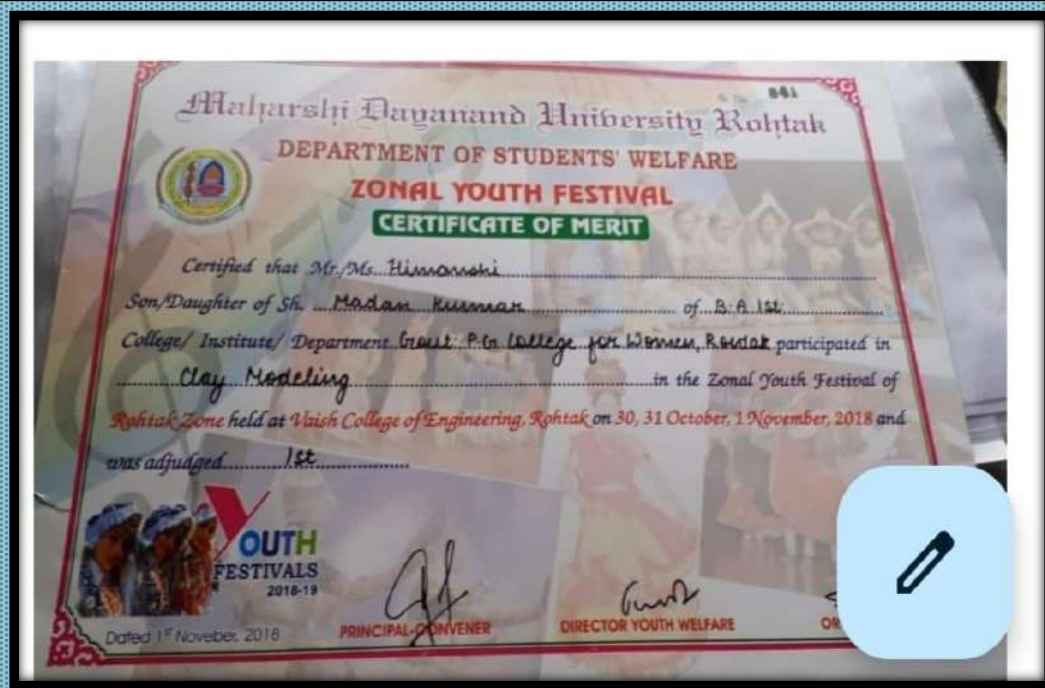 841
Maharshi Dayanand University Rohtak
DEPARTMENT OF STUDENTS' WELFARE
ZONAL YOUTH FESTIVAL
CERTIFICATE OF MERIT
Certified that Mr./Ms. Himanshi
Son/Daughter of Sh. Madan Kumar of B.A 1st
College/ Institute/ Department Govt. P.G College for Women, Rohtak participated in
Clay Modeling in the Zonal Youth Festival of
Rohtak Zone held at Vaish College of Engineering, Rohtak on 30, 31 October, 1 November, 2018 and
was adjudged 1st
YOUTH
FESTIVALS
2018-19
Dated 1ST Noveber, 2018
PRINCIPAL-CONVENER
DIRECTOR YOUTH WELFARE